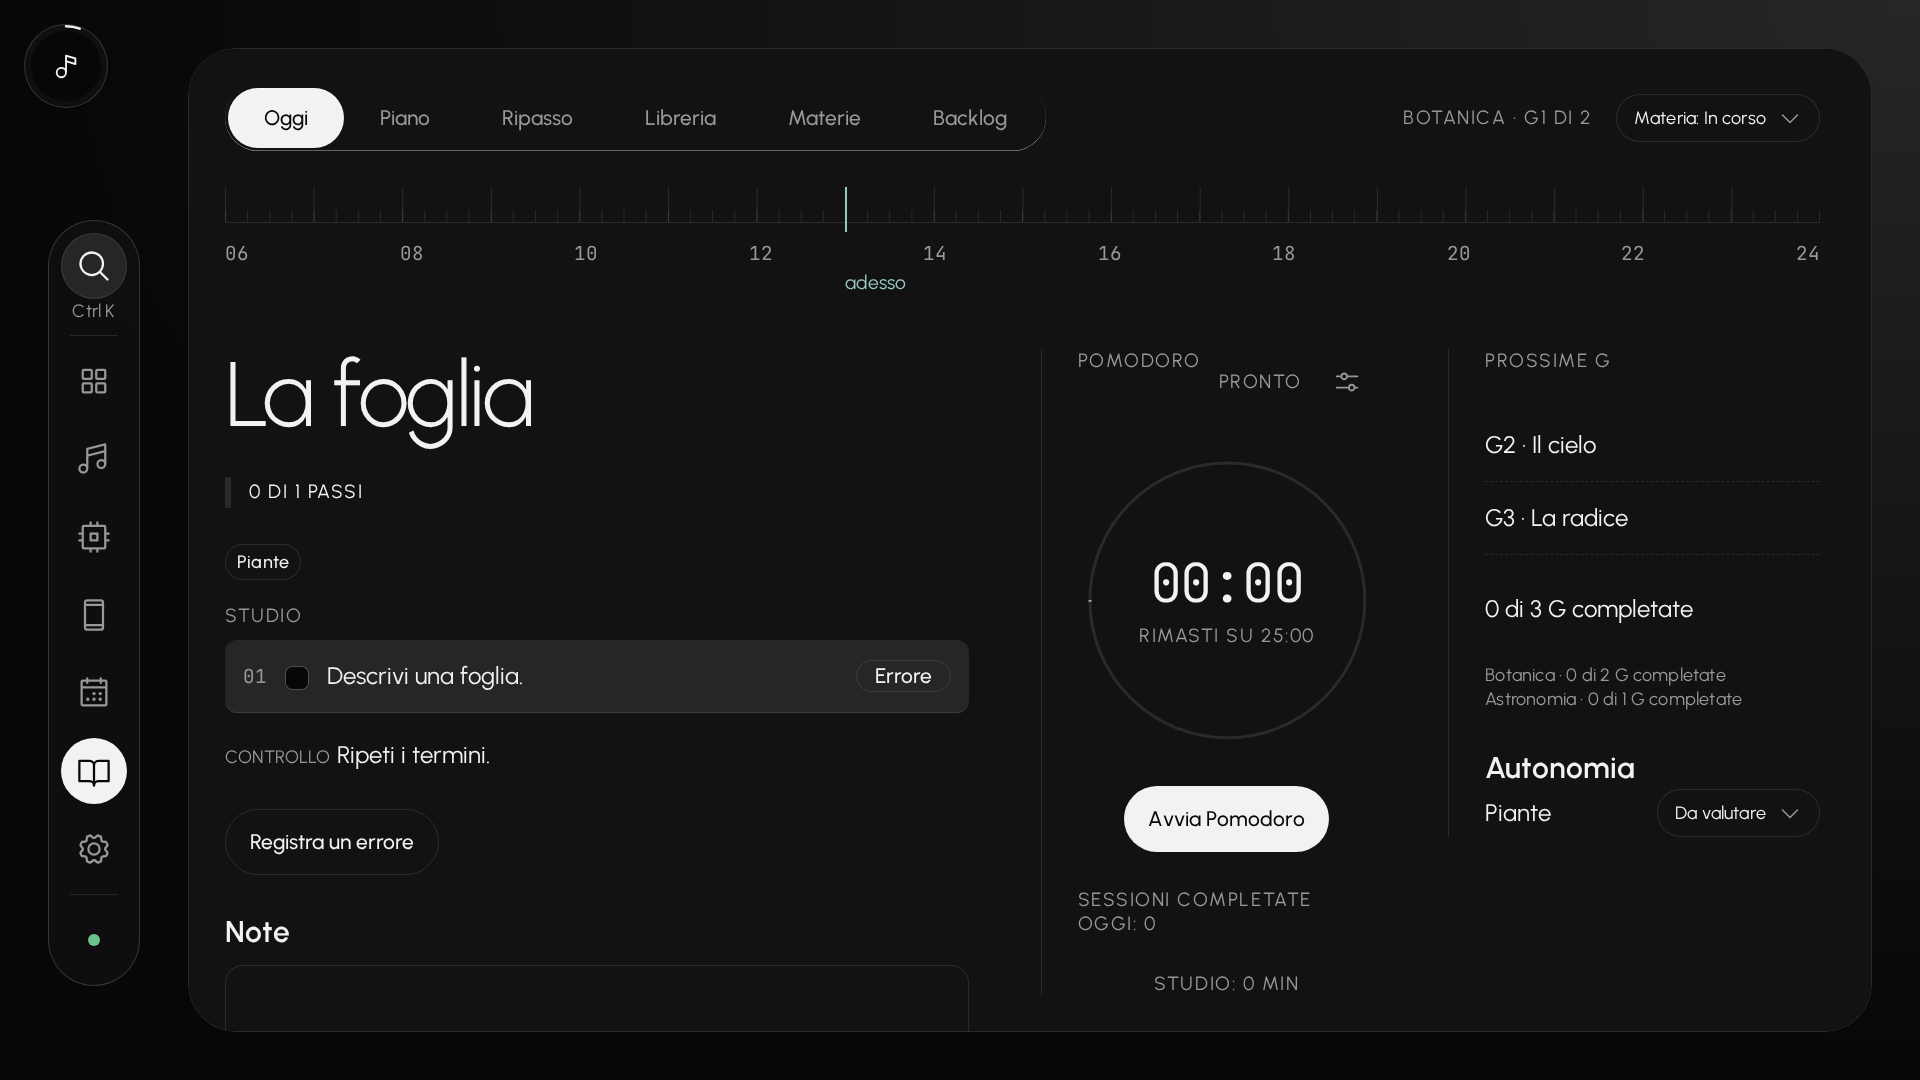 Oggi Piano Ripasso Libreria Materie Backlog
BOTANICA · G1 DI 2
Materia: In corso
Ctrl K
06 08 10 12 14 16 18 20 22 24
adesso
La foglia
0 DI 1 PASSI
Piante
STUDIO
01 Descrivi una foglia. Errore
CONTROLLO Ripeti i termini.
Registra un errore
Note
POMODORO
PRONTO
00:00
RIMASTI SU 25:00
Avvia Pomodoro
SESSIONI COMPLETATE
OGGI: 0
STUDIO: 0 MIN
PROSSIME G
G2 · Il cielo
G3 · La radice
0 di 3 G completate
Botanica · 0 di 2 G completate
Astronomia · 0 di 1 G completate
Autonomia
Piante Da valutare